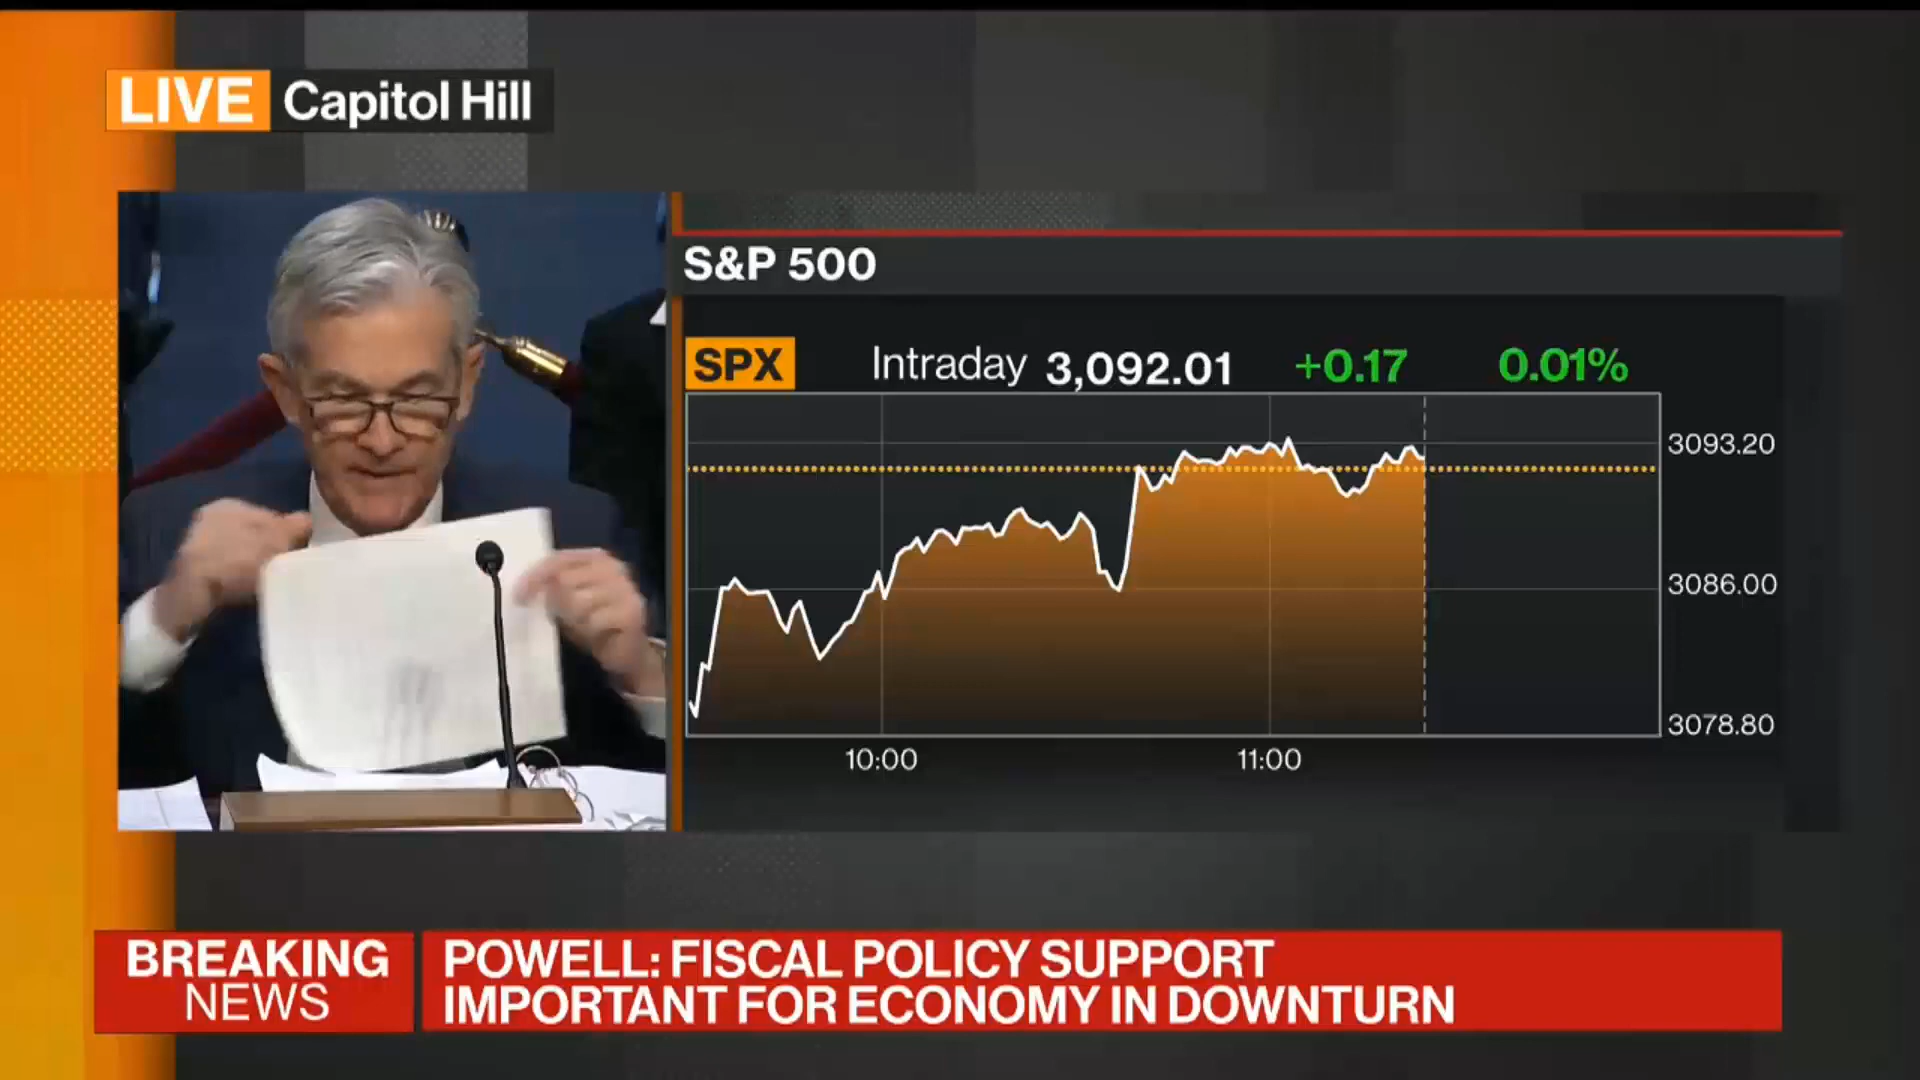 LIVE Capitol Hill
S&P 500
SPX Intraday 3,092.01 +0.17 0.01%
3093.20
3086.00
3078.80
10:00 11:00
BREAKING NEWS
POWELL: FISCAL POLICY SUPPORT
IMPORTANT FOR ECONOMY IN DOWNTURN